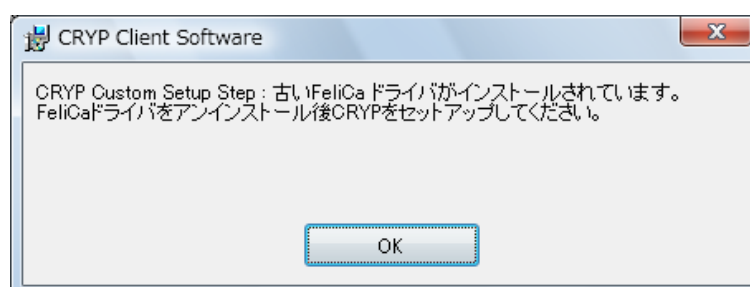 CRYP Client Software
CRYP Custom Setup Step : 古いFeliCa ドライバがインストールされています。
FeliCaドライバをアンインストール後CRYPをセットアップしてください。
OK